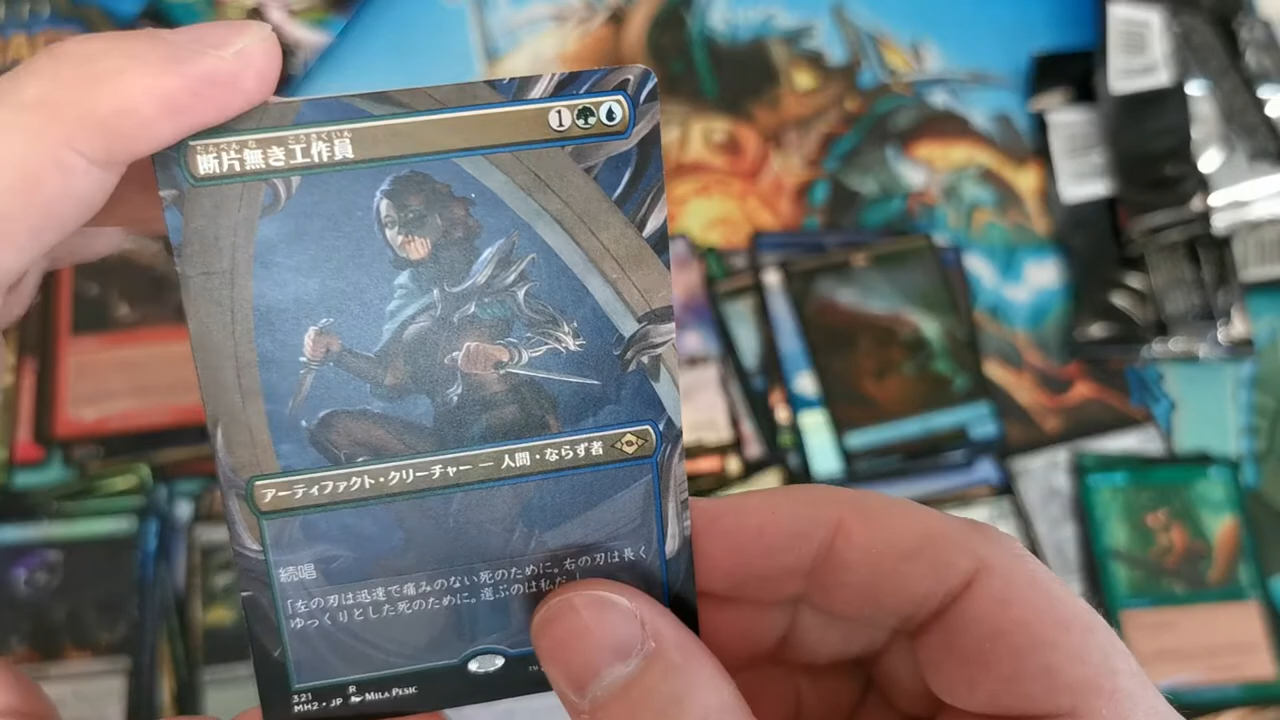 だんぺん な こうさくいん
断片無き工作員
1
アーティファクト・クリーチャー — 人間・ならず者
続唱
「左の刃は迅速で痛みのない死のために。右の刃は長く
ゆっくりとした死のために。選ぶのは私だ
321 R
MH2・JP MILA PESIC